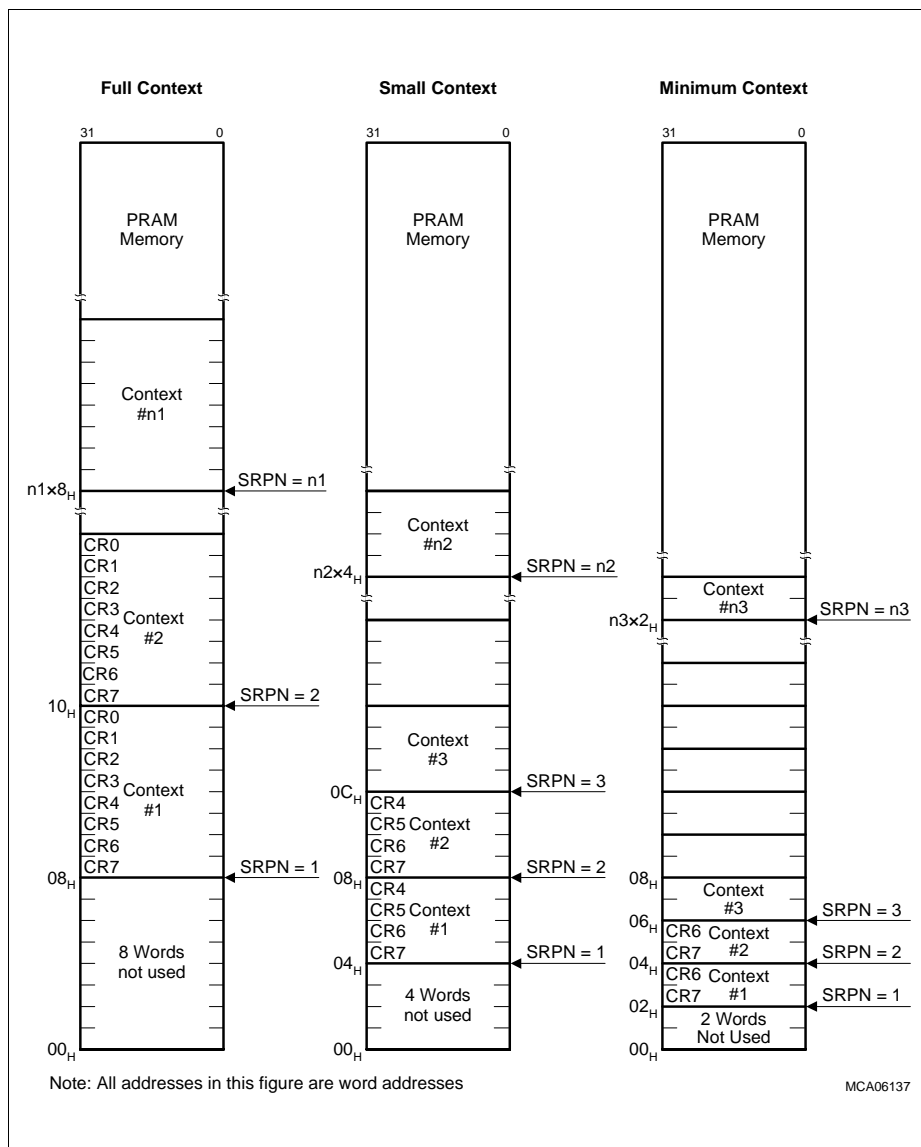 Full Context
31 0
PRAM
Memory
Context
#n1
n1×8H
SRPN = n1
CR0
CR1
CR2
CR3
CR4
CR5
CR6
CR7
Context
#2
10H
SRPN = 2
CR0
CR1
CR2
CR3
CR4
CR5
CR6
CR7
Context
#1
08H
SRPN = 1
8 Words
not used
00H
Small Context
31 0
PRAM
Memory
Context
#n2
n2×4H
SRPN = n2
Context
#3
0CH
SRPN = 3
CR4
CR5
CR6
CR7
Context
#2
08H
SRPN = 2
CR4
CR5
CR6
CR7
Context
#1
04H
SRPN = 1
4 Words
not used
00H
Minimum Context
31 0
PRAM
Memory
Context
#n3
n3×2H
SRPN = n3
08H
Context
#3
06H
SRPN = 3
CR6
CR7
Context
#2
04H
SRPN = 2
CR6
CR7
Context
#1
02H
SRPN = 1
2 Words
Not Used
00H
Note: All addresses in this figure are word addresses
MCA06137